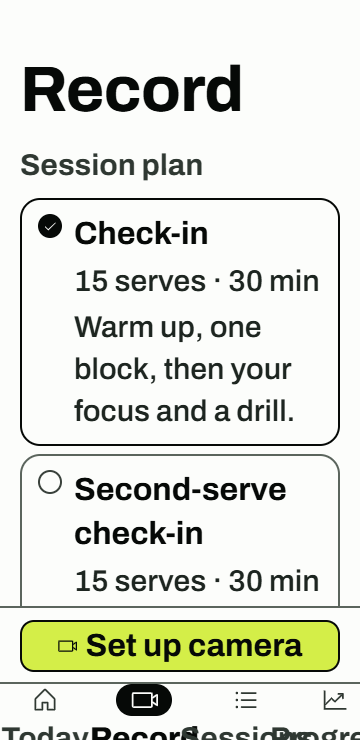 Record
Session plan
Check-in
15 serves · 30 min
Warm up, one
block, then your
focus and a drill.
Second-serve
check-in
15 serves · 30 min
Set up camera
Today Record